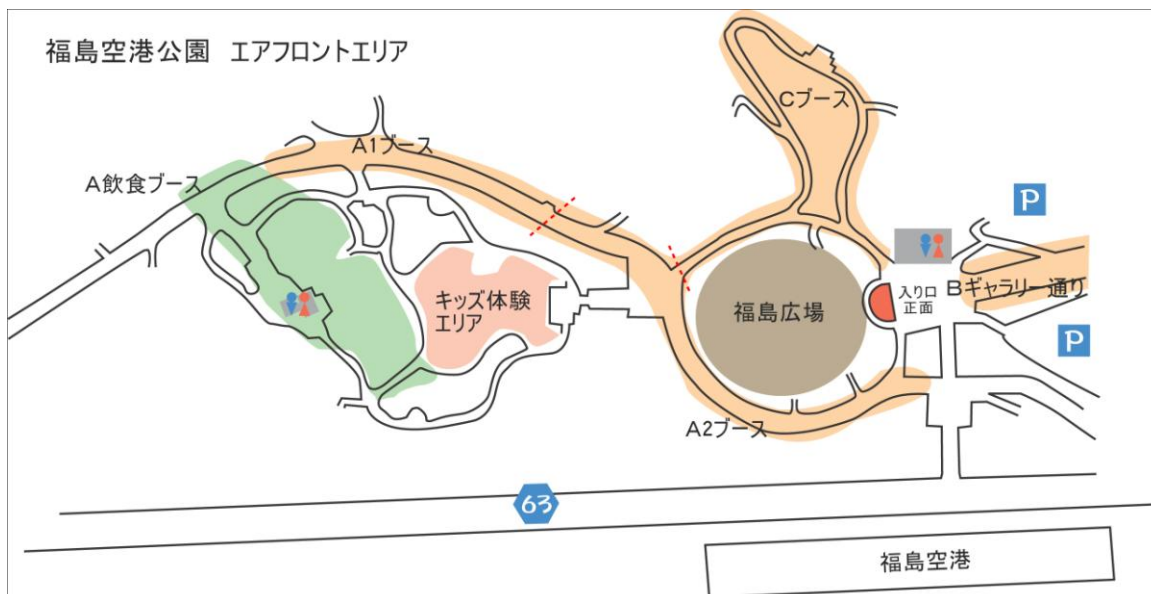 福島空港公園 エアフロントエリア
Cブース
A1ブース
A飲食ブース
P
キッズ体験
エリア
福島広場
入り口
正面
Bギャラリー通り
P
A2ブース
63
福島空港